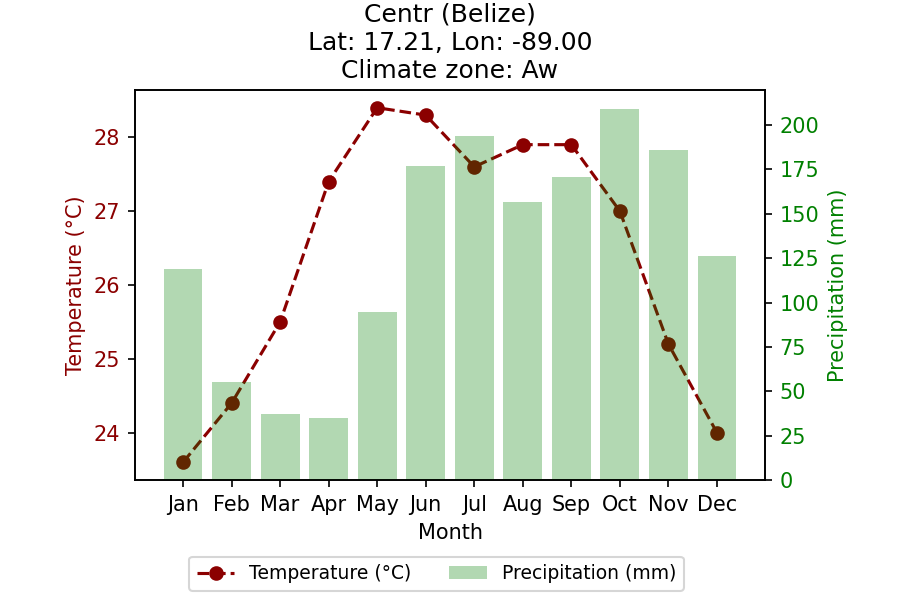 Centr (Belize)
Lat: 17.21, Lon: -89.00
Climate zone: Aw
Temperature (°C)
28
27
26
25
24
200
175
150
125
100
75
50
25
0
Precipitation (mm)
Jan Feb Mar Apr May Jun Jul Aug Sep Oct Nov Dec
Month
Temperature (°C) Precipitation (mm)